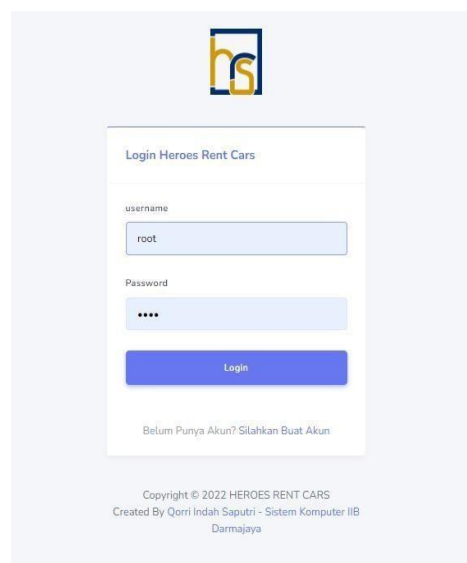 hs
Login Heroes Rent Cars
username
root
Password
••••
Login
Belum Punya Akun? Silahkan Buat Akun
Copyright © 2022 HEROES RENT CARS
Created By Qorri Indah Saputri - Sistem Komputer IIB
Darmajaya